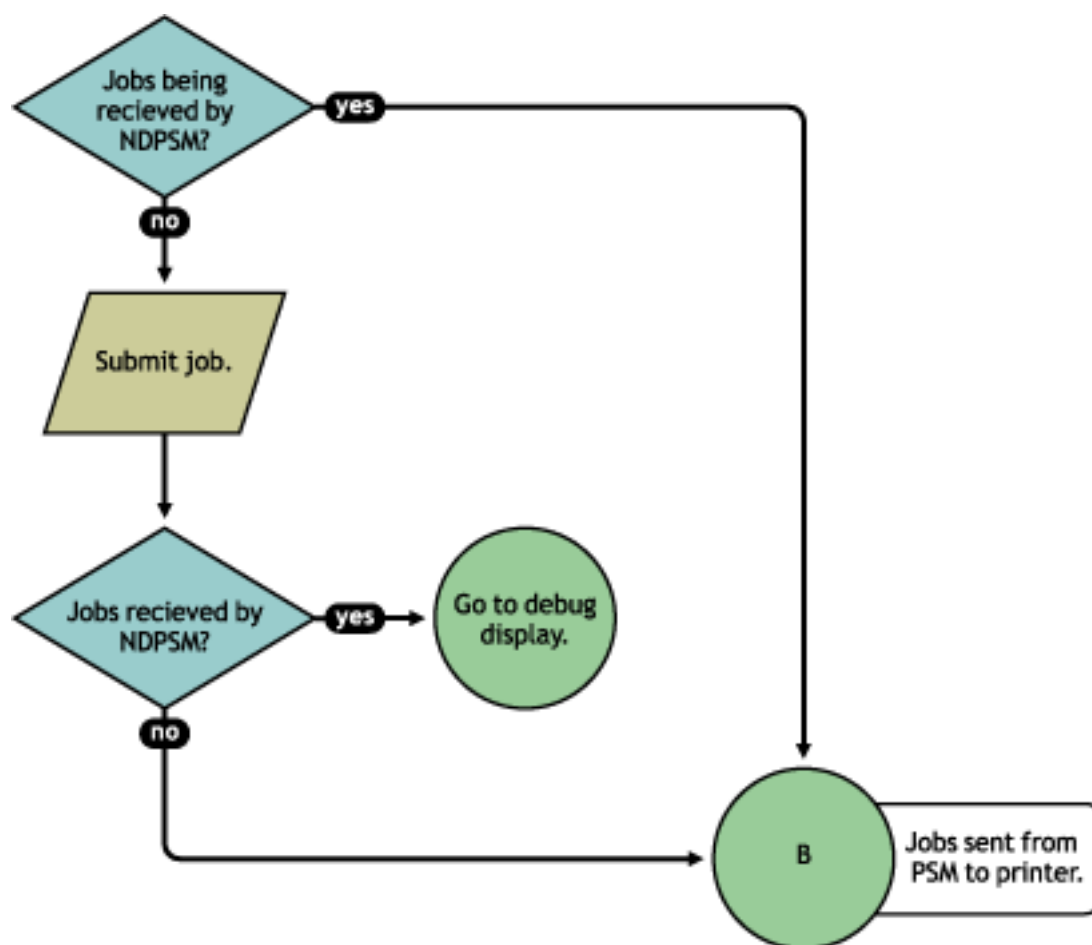 Jobs being
recieved by
NDPSM?
yes
no
Submit job.
Jobs recieved by
NDPSM?
yes
Go to debug
display.
no
B
Jobs sent from
PSM to printer.